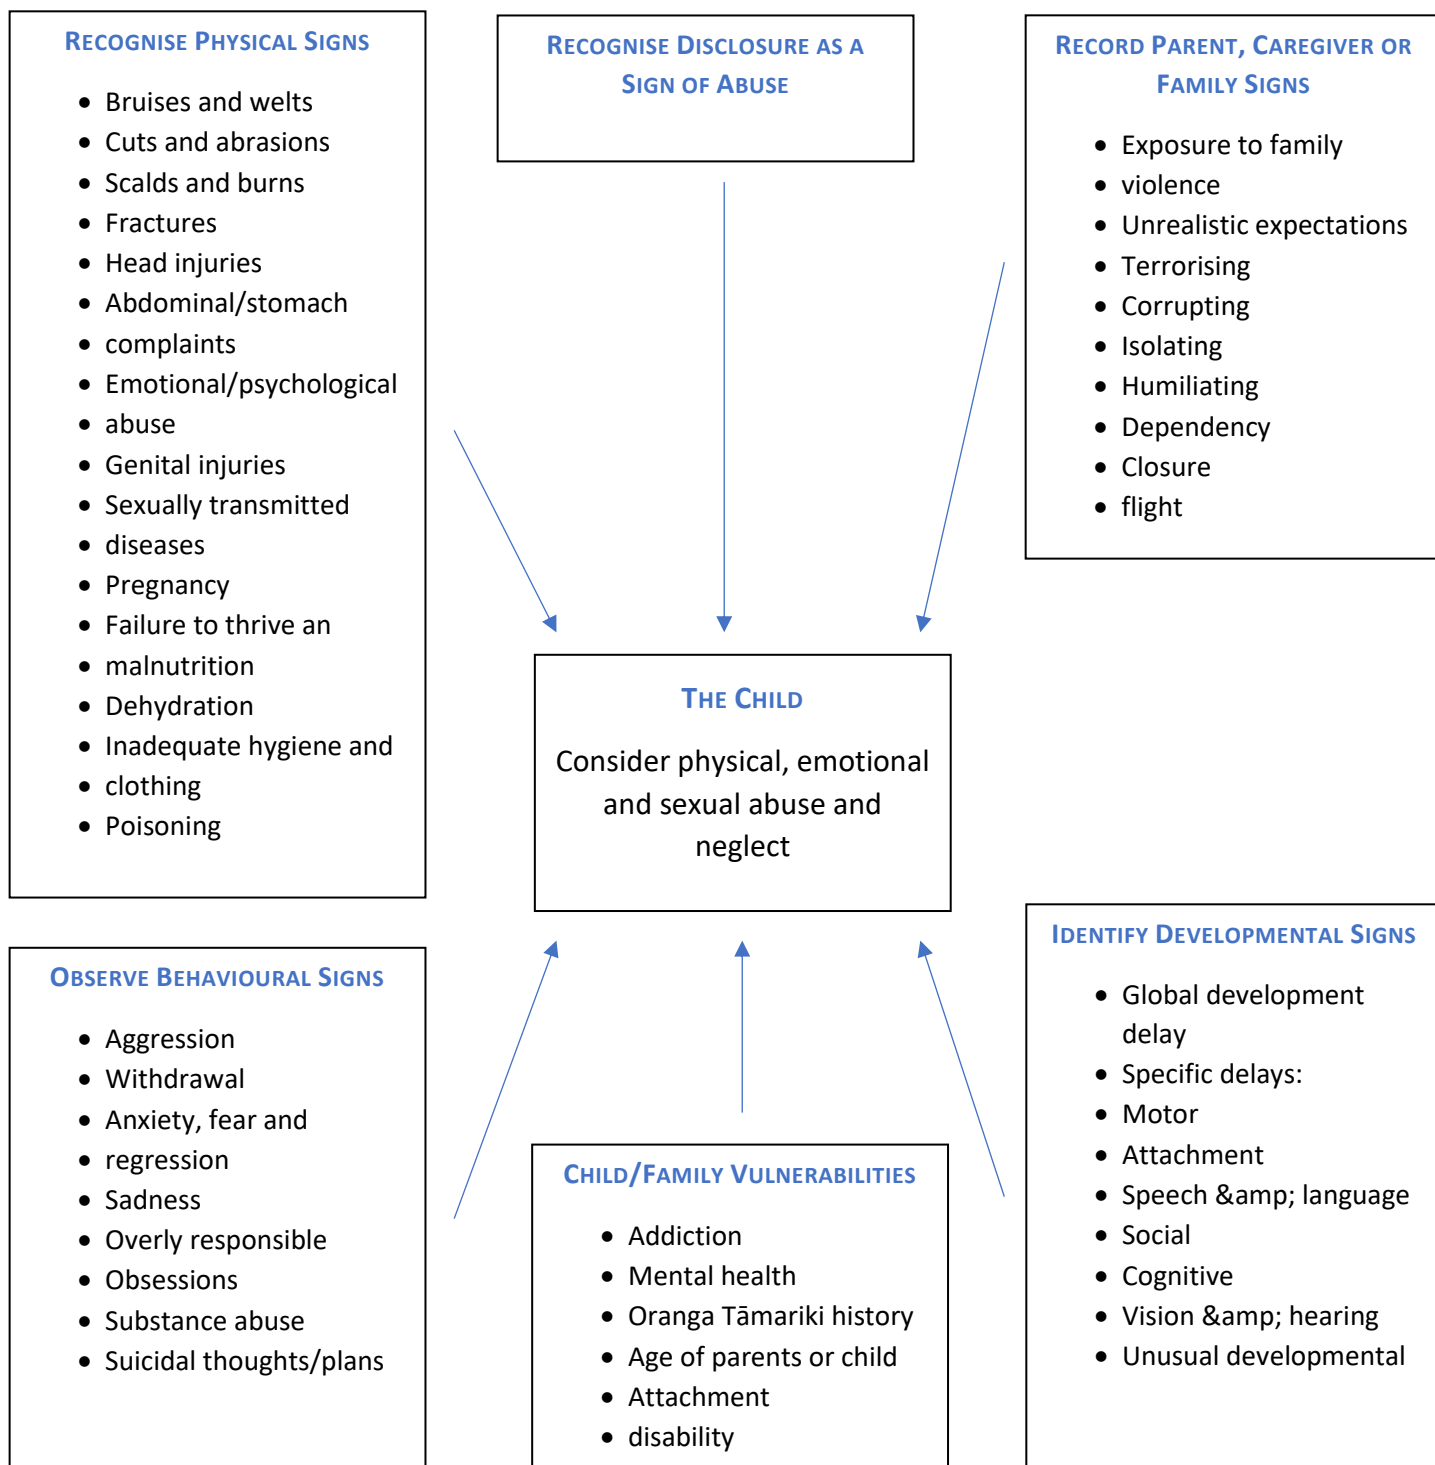 RECOGNISE PHYSICAL SIGNS
• Bruises and welts
• Cuts and abrasions
• Scalds and burns
• Fractures
• Head injuries
• Abdominal/stomach
• complaints
• Emotional/psychological
• abuse
• Genital injuries
• Sexually transmitted
• diseases
• Pregnancy
• Failure to thrive an
• malnutrition
• Dehydration
• Inadequate hygiene and
• clothing
• Poisoning
RECOGNISE DISCLOSURE AS A
SIGN OF ABUSE
RECORD PARENT, CAREGIVER OR
FAMILY SIGNS
• Exposure to family
• violence
• Unrealistic expectations
• Terrorising
• Corrupting
• Isolating
• Humiliating
• Dependency
• Closure
• flight
THE CHILD
Consider physical, emotional
and sexual abuse and
neglect
OBSERVE BEHAVIOURAL SIGNS
• Aggression
• Withdrawal
• Anxiety, fear and
• regression
• Sadness
• Overly responsible
• Obsessions
• Substance abuse
• Suicidal thoughts/plans
CHILD/FAMILY VULNERABILITIES
• Addiction
• Mental health
• Oranga Tāmariki history
• Age of parents or child
• Attachment
• disability
IDENTIFY DEVELOPMENTAL SIGNS
• Global development
delay
• Specific delays:
• Motor
• Attachment
• Speech &amp; language
• Social
• Cognitive
• Vision &amp; hearing
• Unusual developmental